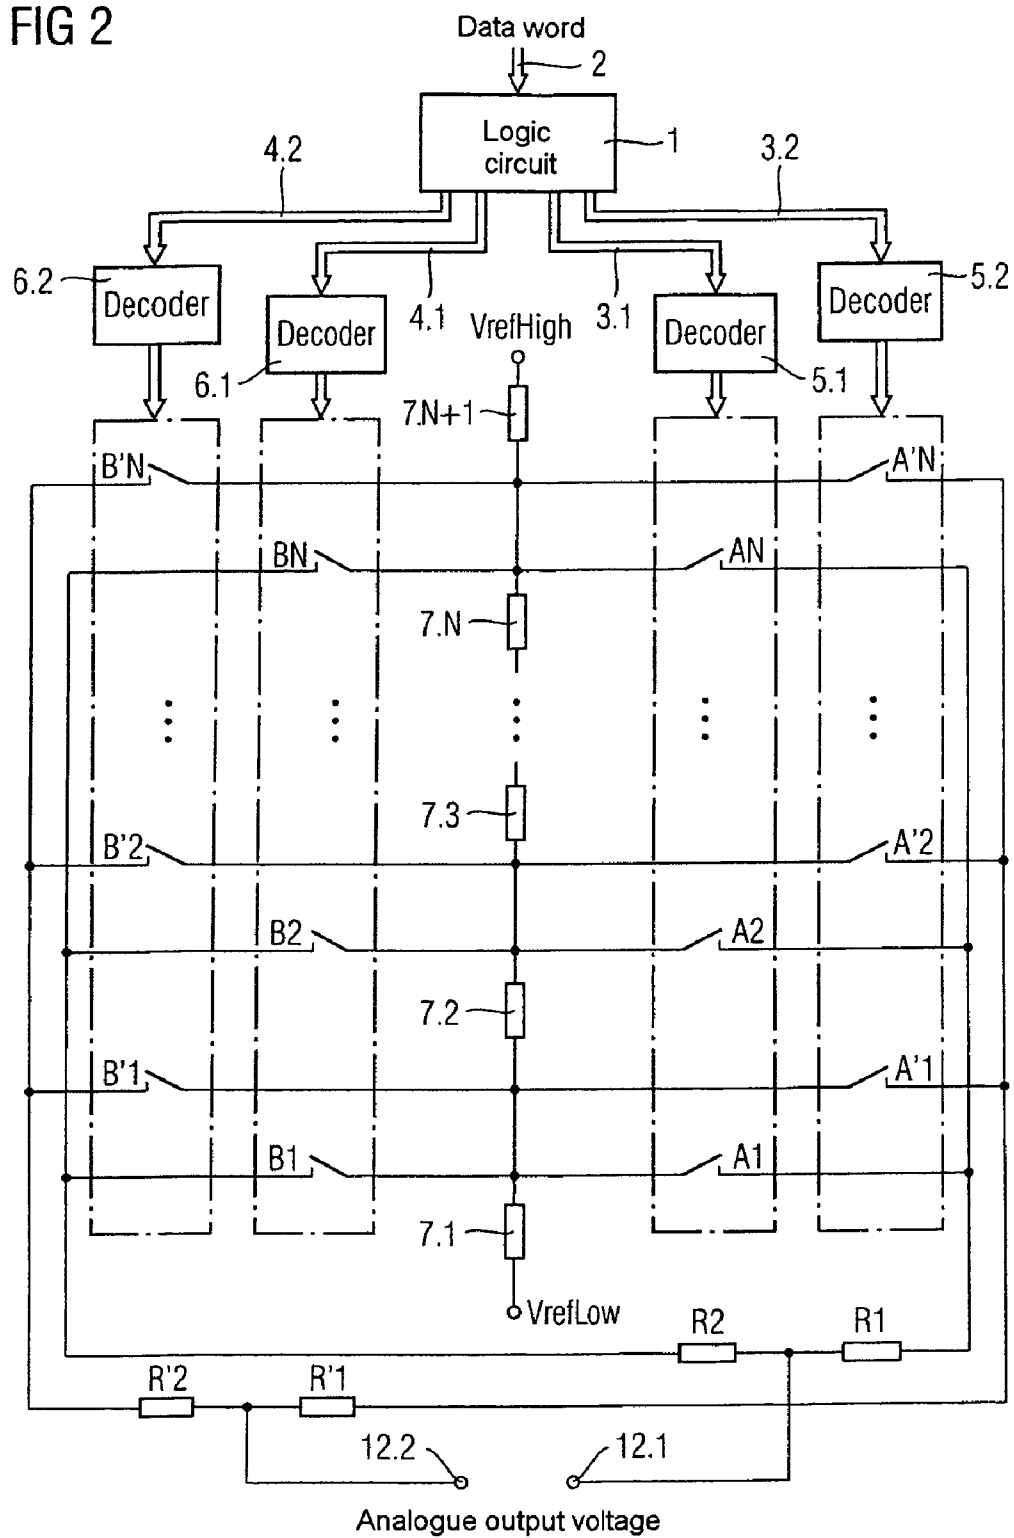 FIG 2
Data word
2
Logic
circuit
1
4.2
3.2
6.2
Decoder
Decoder
4.1
3.1
Decoder
Decoder
5.2
6.1
VrefHigh
5.1
7.N+1
B'N
A'N
BN
AN
7.N
7.3
B'2
A'2
B2
A2
7.2
B'1
A'1
B1
A1
7.1
VrefLow
R2
R1
R'2
R'1
12.2
12.1
Analogue output voltage